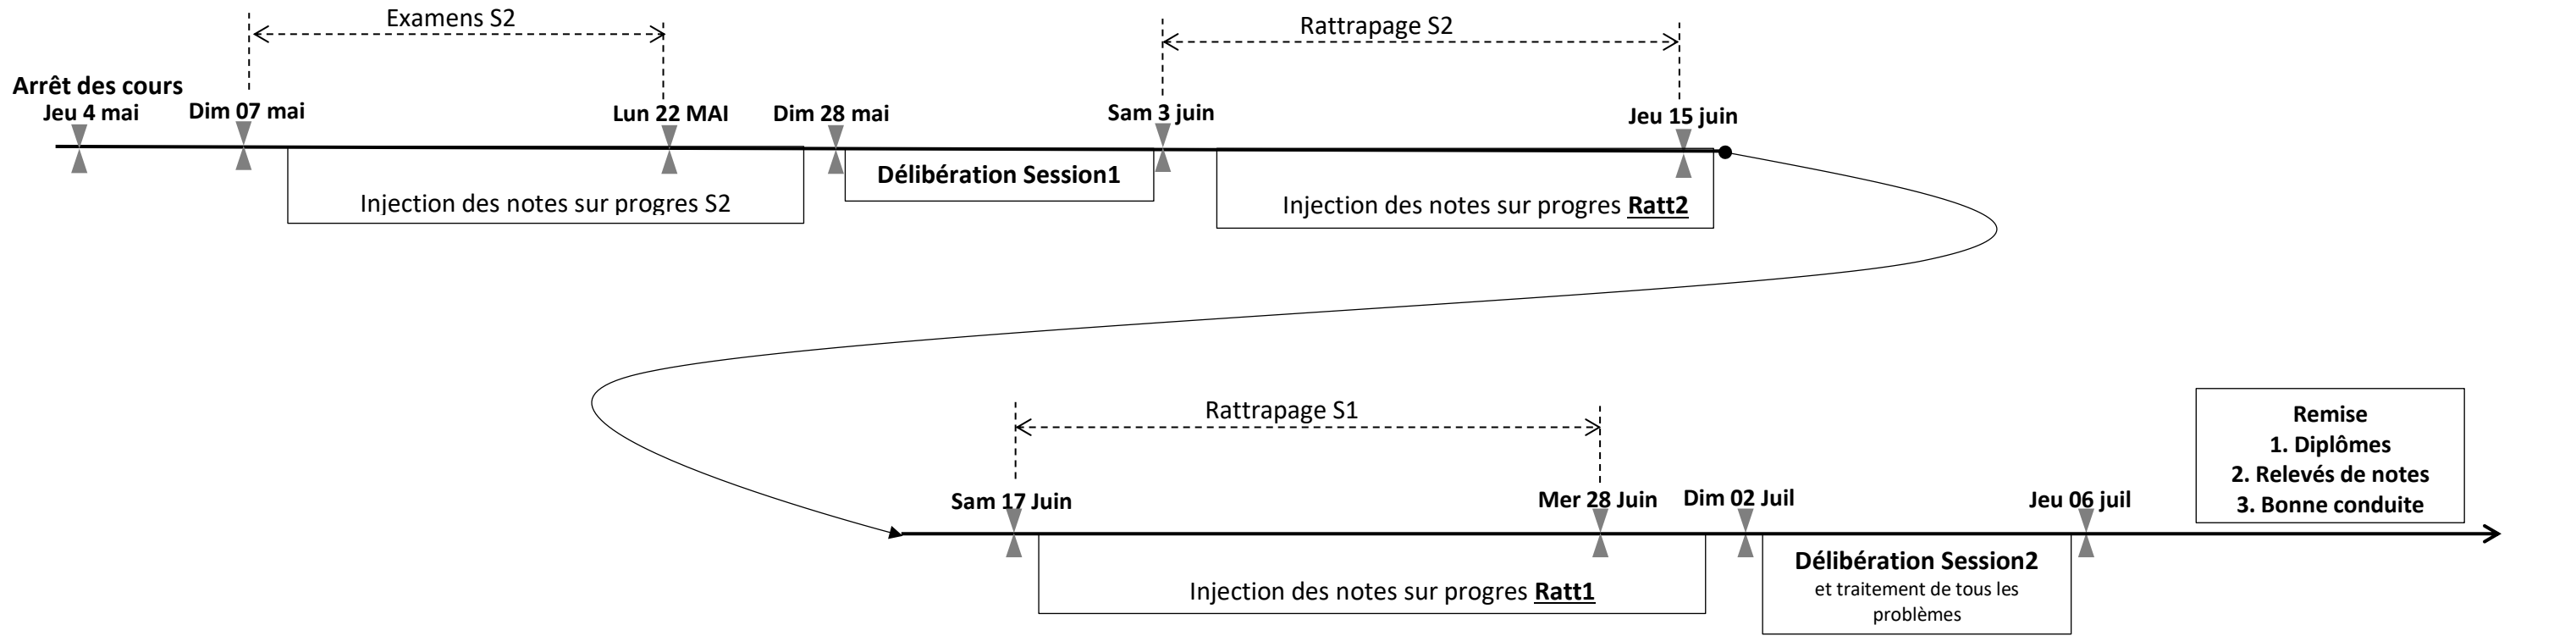 Examens S2
Rattrapage S2
Arrêt des cours
Jeu 4 mai
Dim 07 mai
Lun 22 MAI
Dim 28 mai
Sam 3 juin
Jeu 15 juin
Injection des notes sur progres S2
Délibération Session1
Injection des notes sur progres Ratt2
Rattrapage S1
Sam 17 Juin
Mer 28 Juin
Dim 02 Juil
Jeu 06 juil
Remise
1. Diplômes
2. Relevés de notes
3. Bonne conduite
Injection des notes sur progres Ratt1
Délibération Session2
et traitement de tous les
problèmes